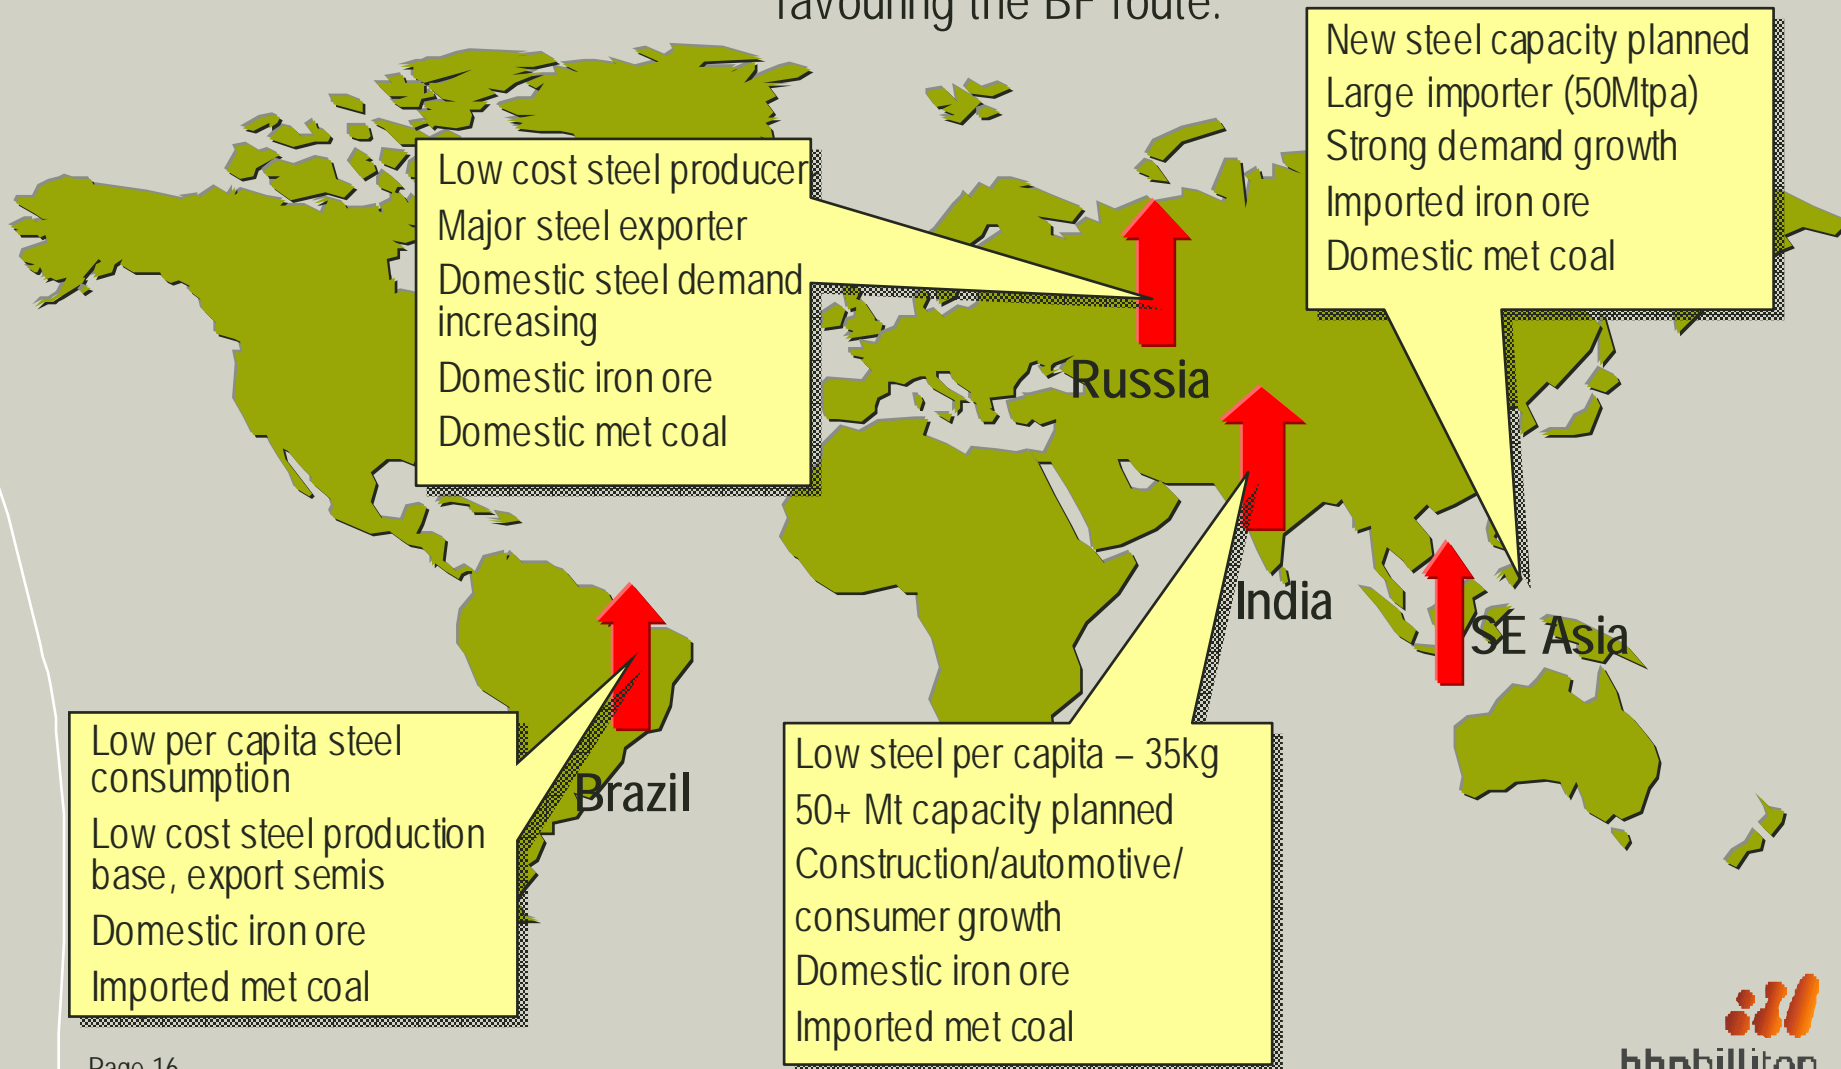 favouring the BF route.
New steel capacity planned
Large importer (50Mtpa)
Strong demand growth
Imported iron ore
Domestic met coal
Low cost steel producer
Major steel exporter
Domestic steel demand
increasing
Domestic iron ore
Domestic met coal
Russia
India
SE Asia
Brazil
Low per capita steel
consumption
Low cost steel production
base, export semis
Domestic iron ore
Imported met coal
Low steel per capita – 35kg
50+ Mt capacity planned
Construction/automotive/
consumer growth
Domestic iron ore
Imported met coal
Page 16
bhpbilliton